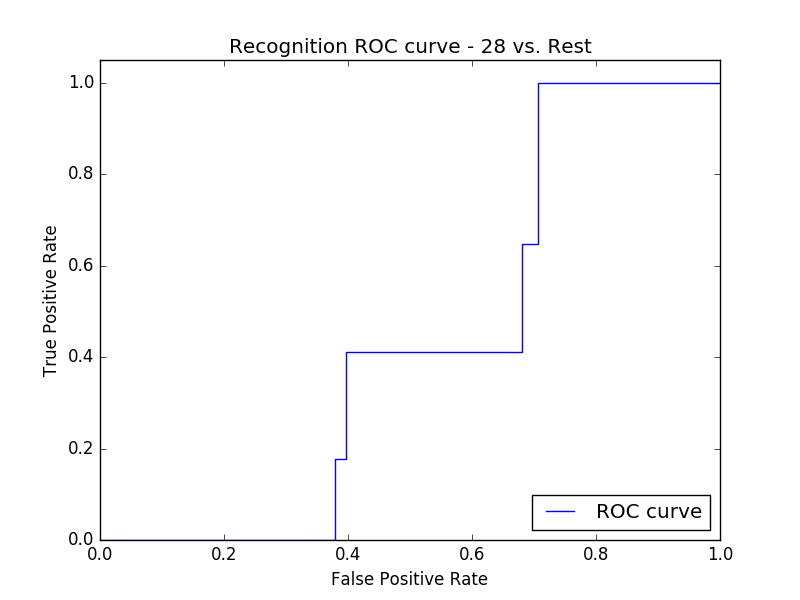 Recognition ROC curve - 28 vs. Rest
1.0
0.8
0.6
0.4
0.2
0.0
True Positive Rate
ROC curve
0.0 0.2 0.4 0.6 0.8 1.0
False Positive Rate